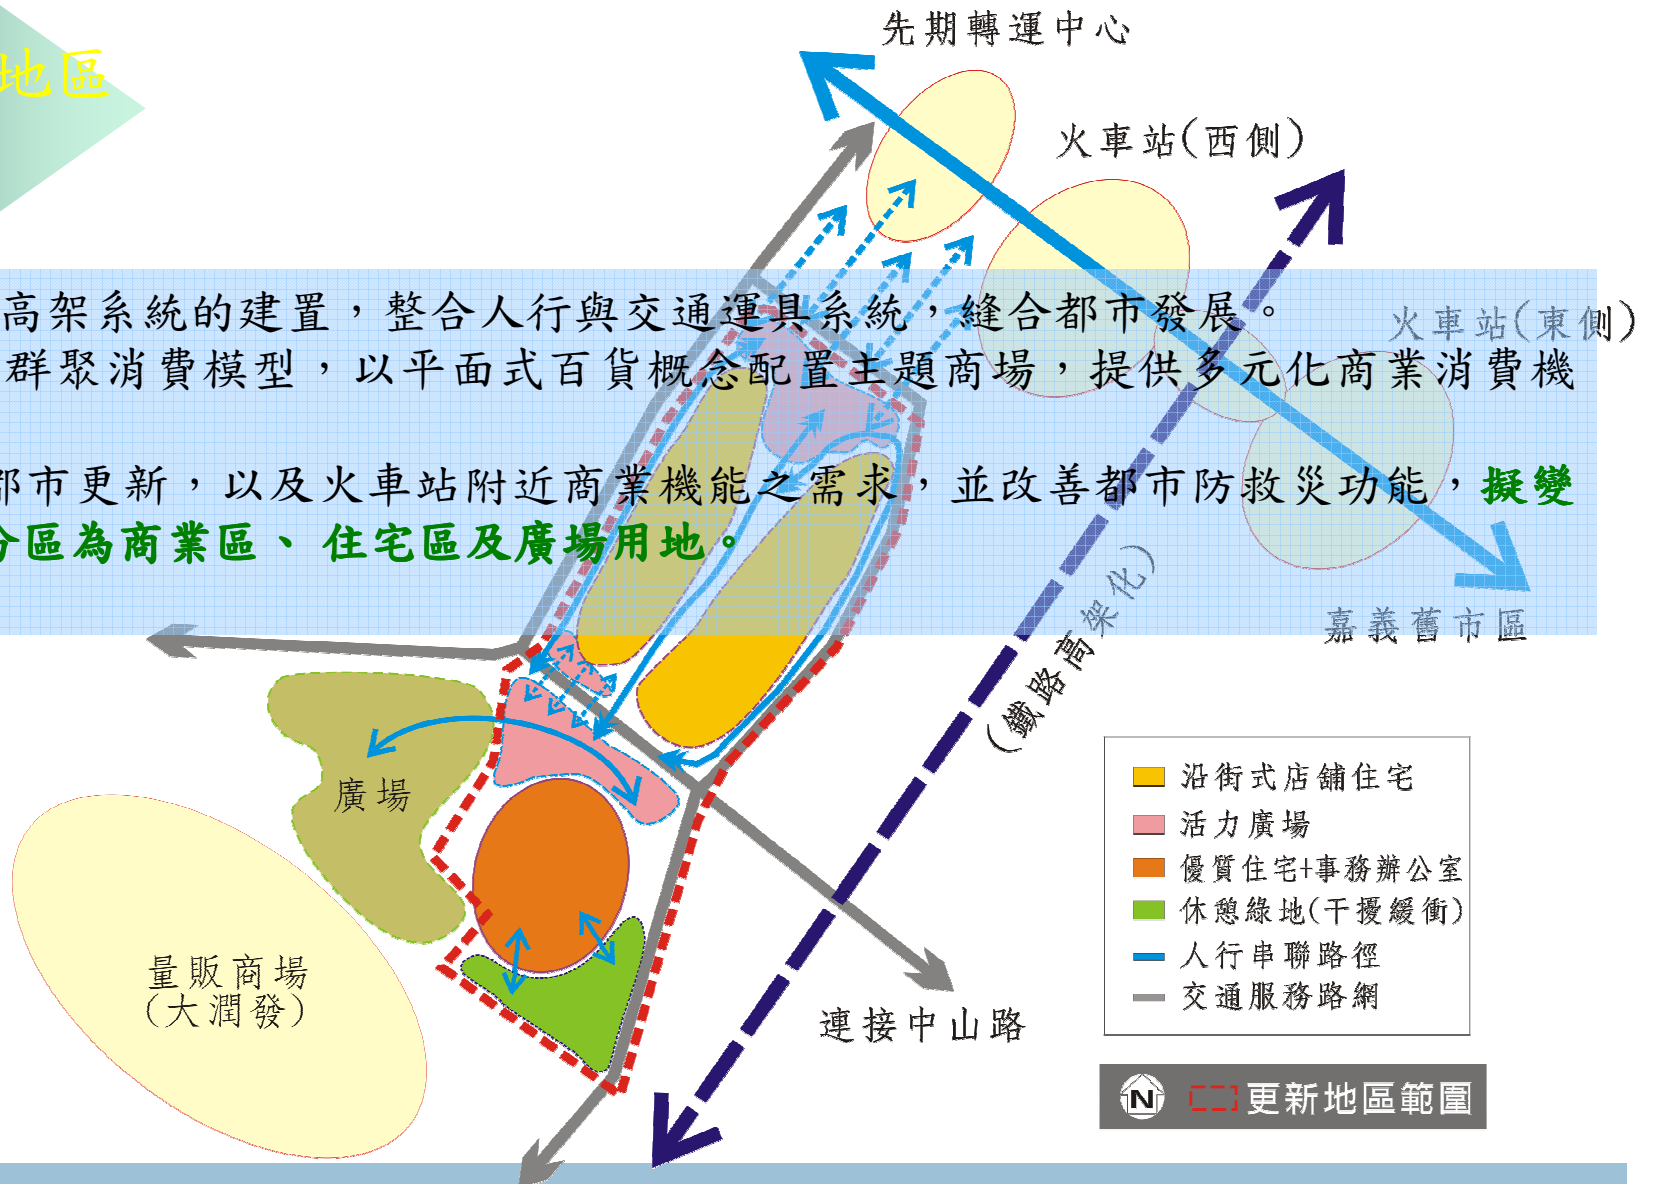 地區
先期轉運中心
火車站(西側)
高架系統的建置，整合人行與交通運具系統，縫合都市發展。
火車站(東側)
群聚消費模型，以平面式百貨概念配置主題商場，提供多元化商業消費機
都市更新，以及火車站附近商業機能之需求，並改善都市防救災功能，擬變
分區為商業區、住宅區及廣場用地。
嘉義舊市區
(鐵路高架化)
廣場
量販商場
(大潤發)
連接中山路
沿街式店舖住宅
活力廣場
優質住宅+事務辦公室
休憩綠地(干擾緩衝)
人行串聯路徑
交通服務路網
N
更新地區範圍